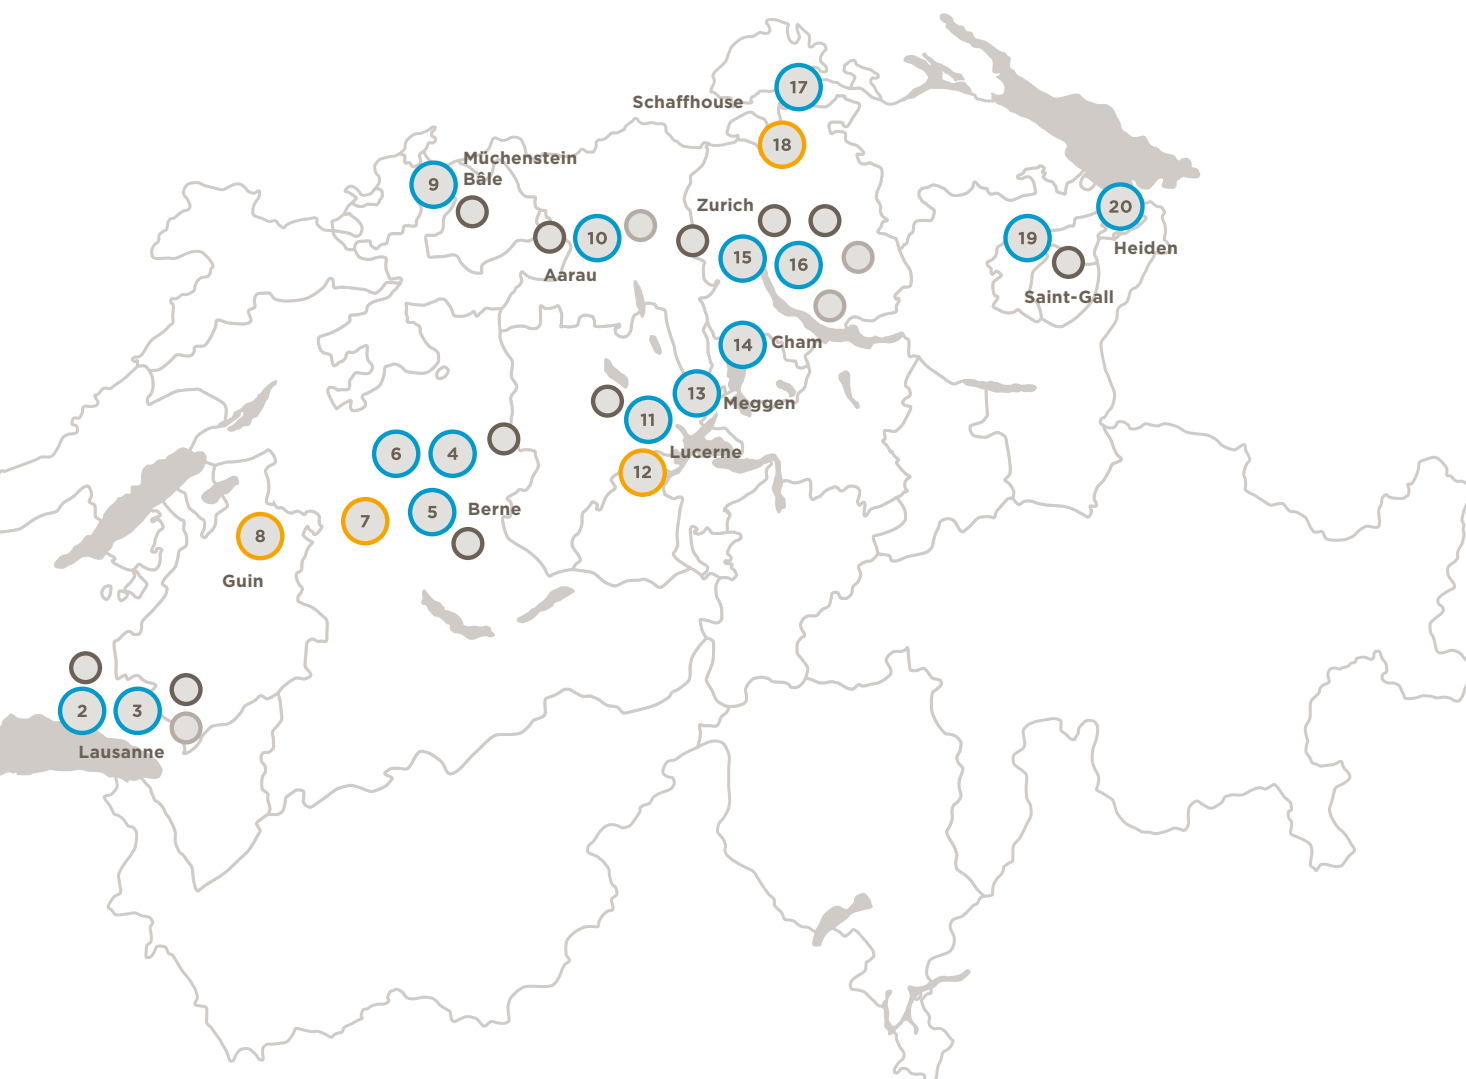 17
Schaffhouse
18
Müchenstein
Bâle
9
Zurich
20
19
10
Heiden
15
16
Aarau
Saint-Gall
14
Cham
13
Meggen
11
6
4
Lucerne
12
5
Berne
7
8
Guin
2
3
Lausanne